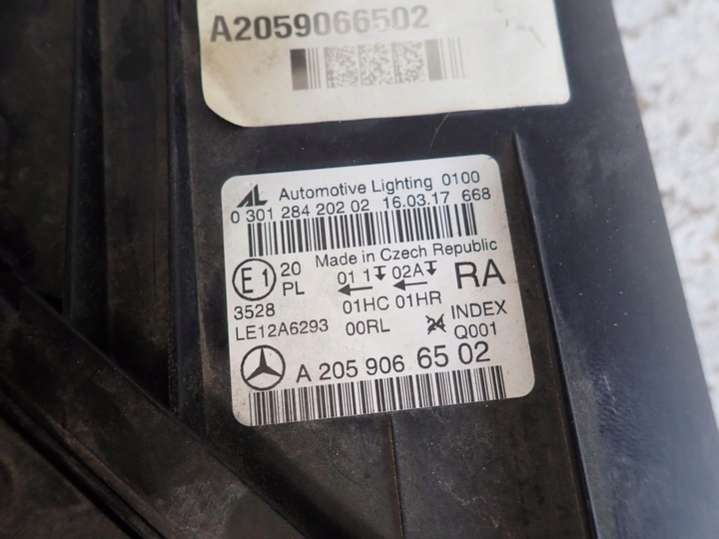 A2059066502
AL Automotive Lighting 0100
0 301 284 202 02 16.03.17 668
Made in Czech Republic
E1 20 PL 01 1 02A RA
3528 01HC 01HR INDEX
LE12A6293 00RL Q001
A 205 906 65 02